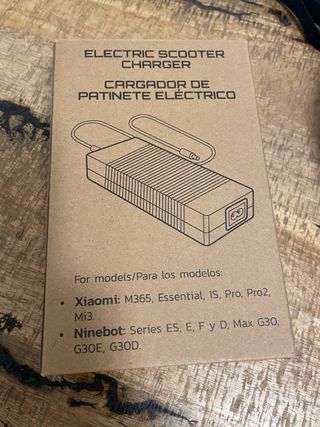 ELECTRIC SCOOTER
CHARGER
CARGADOR DE
PATINETE ELÉCTRICO
For models/Para los modelos:
• Xiaomi: M365, Essential, 1S, Pro, Pro2,
Mi3.
• Ninebot: Series ES, E, F y D, Max G30,
G30E, G30D.